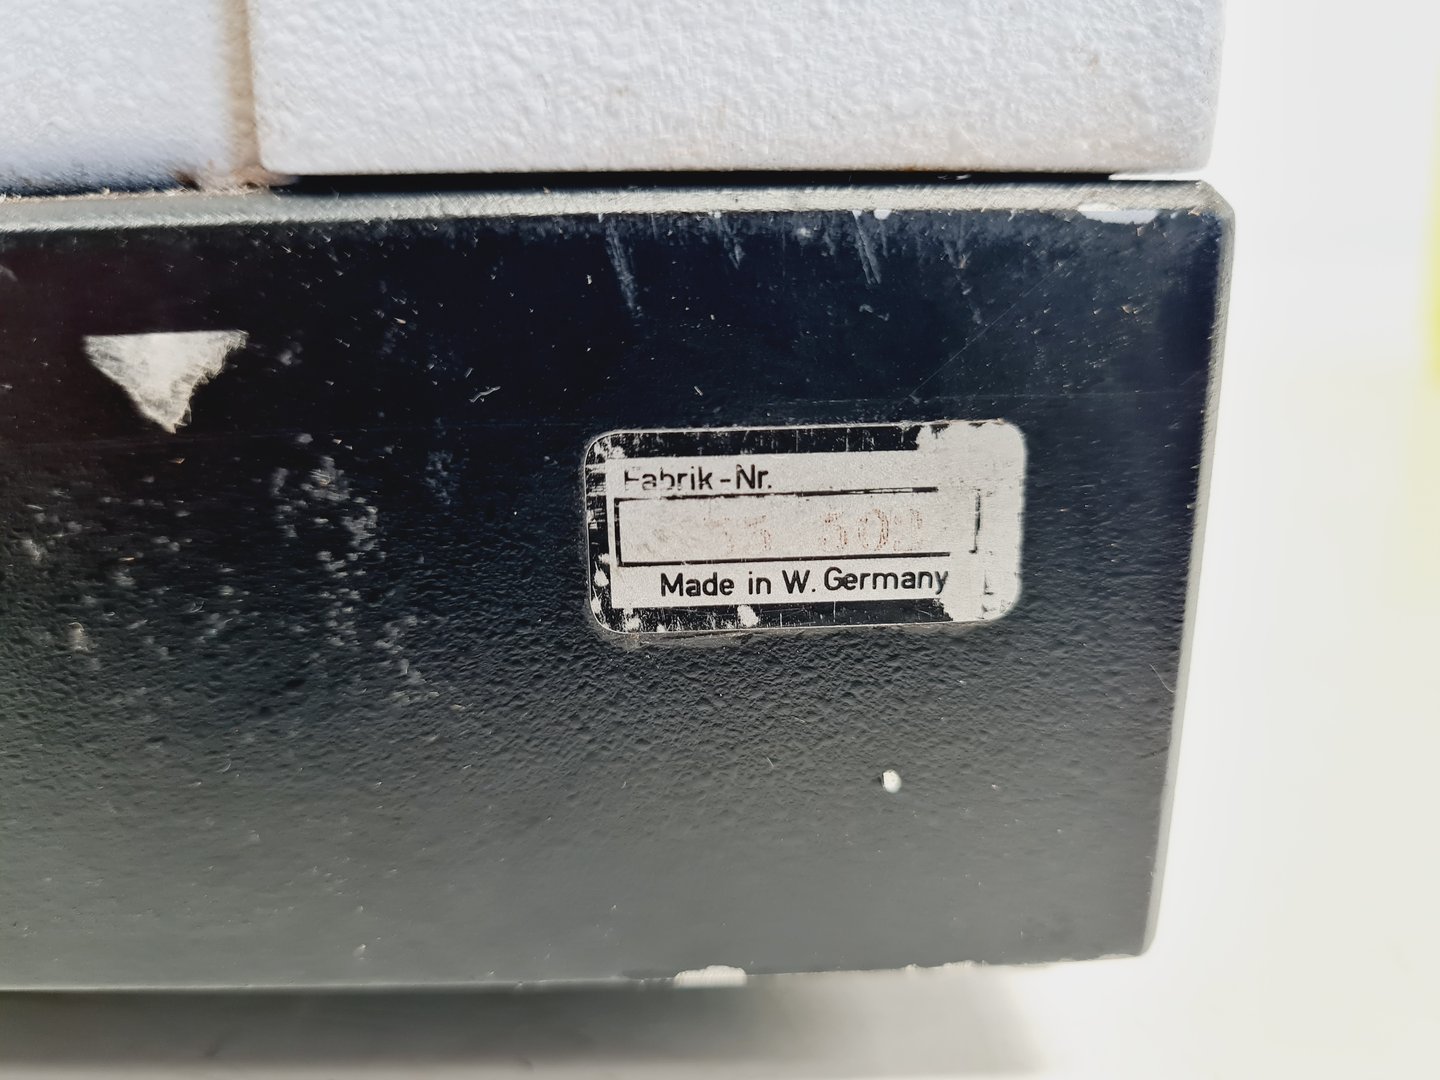 Fabrik-Nr.
Made in W. Germany